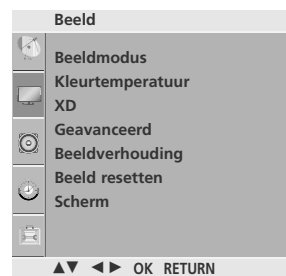 Beeld
Beeldmodus
Kleurtemperatuur
XD
Geavanceerd
Beeldverhouding
Beeld resetten
Scherm
▲▼ ◄► OK RETURN